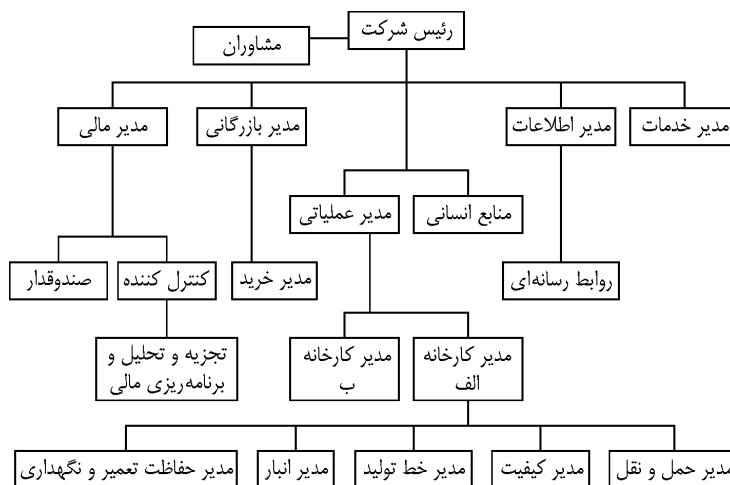 رئیس شرکت
مشاوران
مدیر خدمات
مدیر اطلاعات
مدیر بازرگانی
مدیر مالی
منابع انسانی
مدیر عملیاتی
روابط رسانه‌ای
مدیر خرید
کنترل کننده
صندوقدار
مدیر کارخانه
الف
مدیر کارخانه
ب
تجزیه و تحلیل و
برنامه‌ریزی مالی
مدیر حمل و نقل
مدیر کیفیت
مدیر خط تولید
مدیر انبار
مدیر حفاظت تعمیر و نگهداری